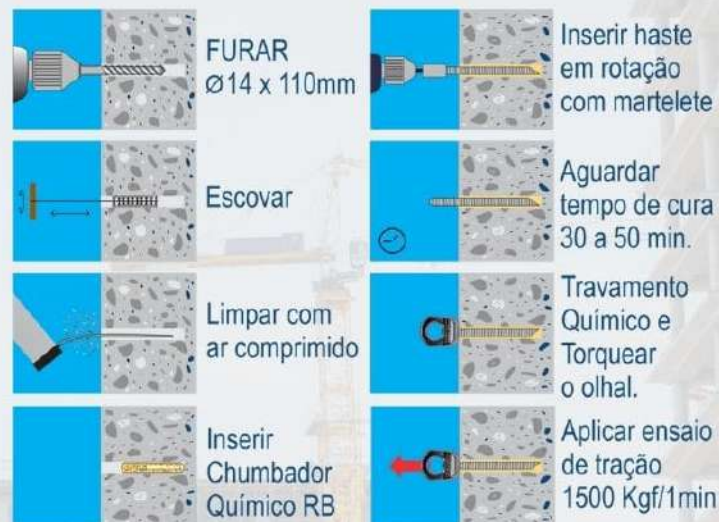 FURAR
Ø14 x 110mm
Escovar
Limpar com
ar comprimido
Inserir
Chumbador
Químico RB
Inserir haste
em rotação
com martelete
Aguardar
tempo de cura
30 a 50 min.
Travamento
Químico e
Torquear
o olhal.
Aplicar ensaio
de tração
1500 Kgf/1min